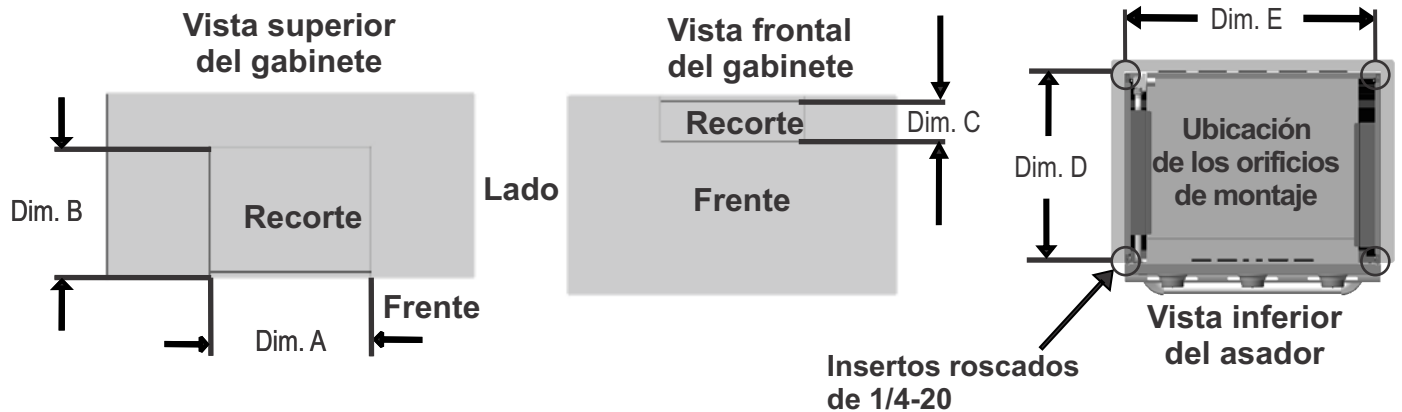 Vista superior
del gabinete
Dim. B
Recorte
Dim. A
Frente
Lado
Vista frontal
del gabinete
Recorte
Dim. C
Frente
Dim. E
Dim. D
Ubicación
de los orificios
de montaje
Vista inferior
del asador
Insertos roscados
de 1/4-20